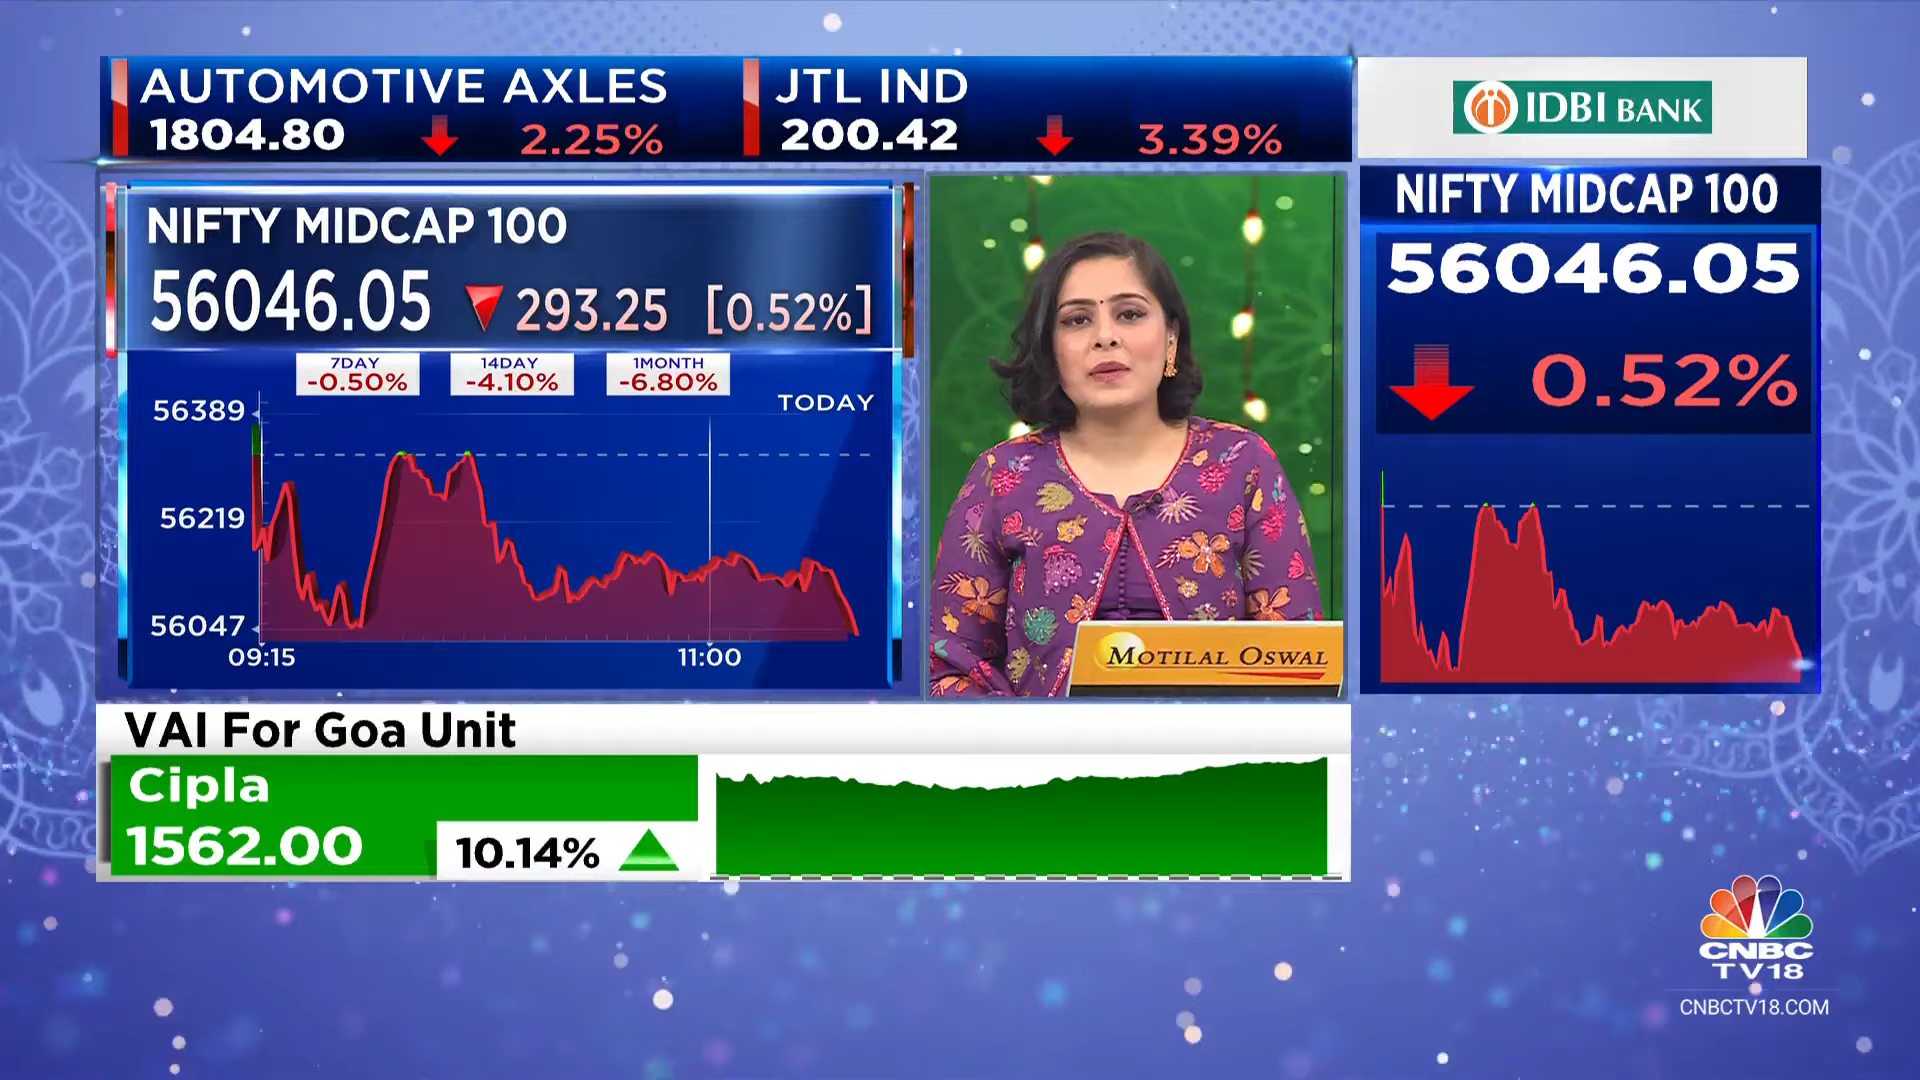 AUTOMOTIVE AXLES
1804.80 2.25%
JTL IND
200.42 3.39%
IDBI BANK
NIFTY MIDCAP 100
56046.05 293.25 [0.52%]
7DAY
-0.50%
14DAY
-4.10%
1MONTH
-6.80%
TODAY
56389
56219
56047
09:15
11:00
MOTILAL OSWAL
NIFTY MIDCAP 100
56046.05
0.52%
VAI For Goa Unit
Cipla
1562.00
10.14%
CNBC
TV18
CNBCTV18.COM